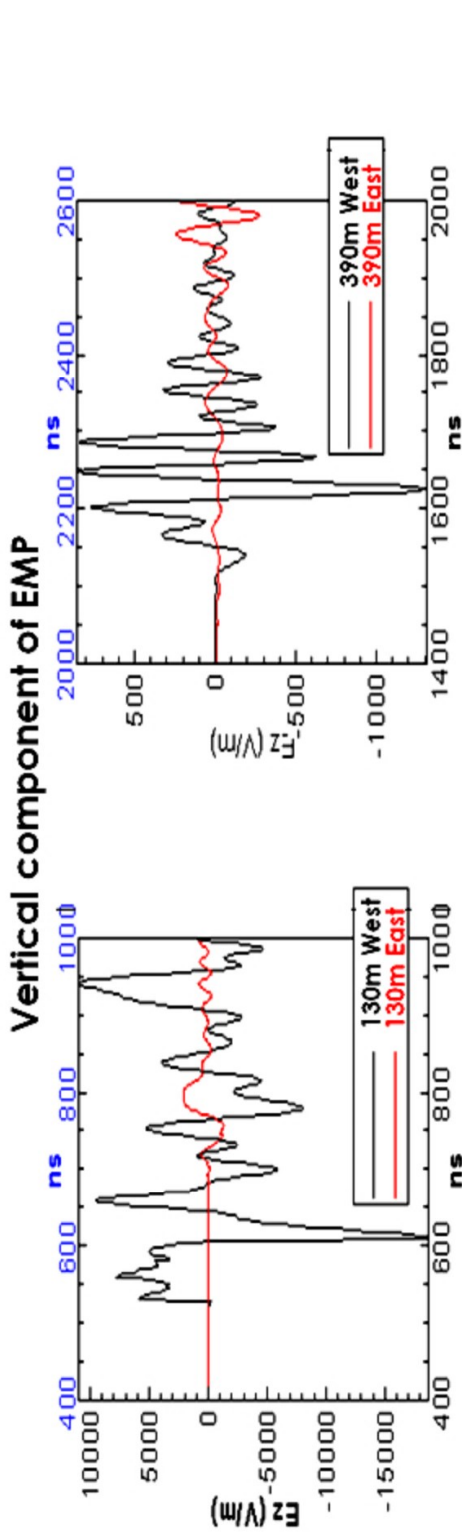 Vertical component of EMP
ns
400 600 800 1000
10000
5000
0
-5000
-10000
-15000
Ez (V/m)
130m West
130m East
400 600 800 1000
ns
ns
2000 2200 2400 2600
500
0
-500
-1000
Ez (V/m)
390m West
390m East
1400 1600 1800 2000
ns